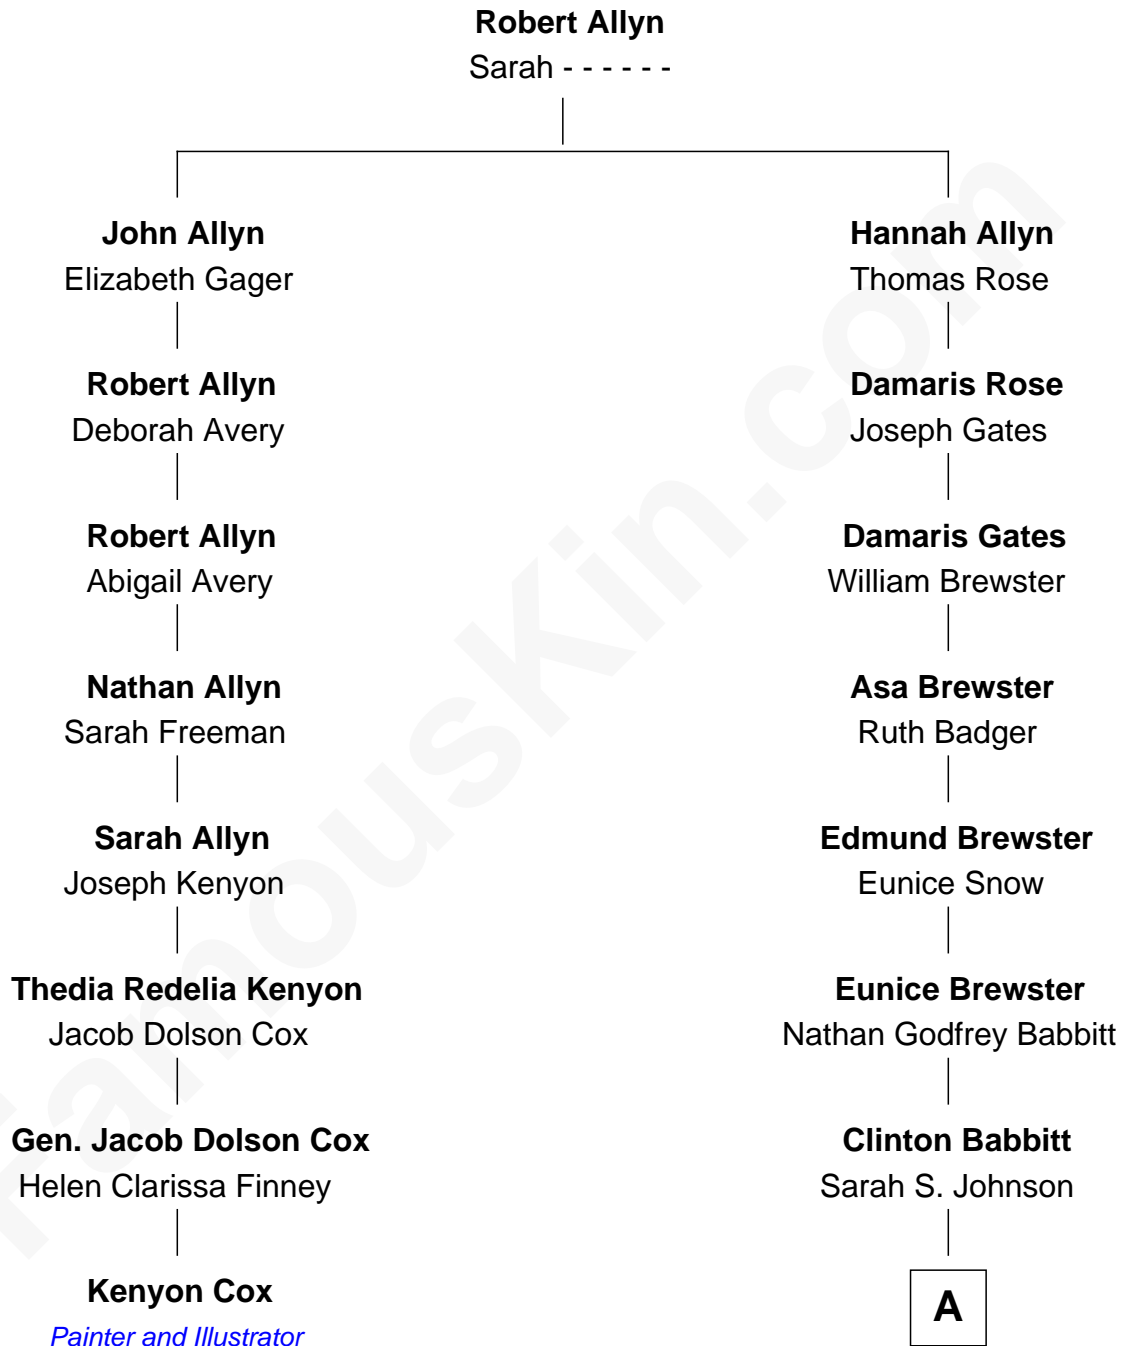 Robert Allyn
Sarah - - - - - -
John Allyn
Elizabeth Gager
Hannah Allyn
Thomas Rose
Robert Allyn
Deborah Avery
Damaris Rose
Joseph Gates
Robert Allyn
Abigail Avery
Damaris Gates
William Brewster
Nathan Allyn
Sarah Freeman
Asa Brewster
Ruth Badger
Sarah Allyn
Joseph Kenyon
Edmund Brewster
Eunice Snow
Thedia Redelia Kenyon
Jacob Dolson Cox
Eunice Brewster
Nathan Godfrey Babbitt
Gen. Jacob Dolson Cox
Helen Clarissa Finney
Clinton Babbitt
Sarah S. Johnson
Kenyon Cox
Painter and Illustrator
A
FamousKin.com